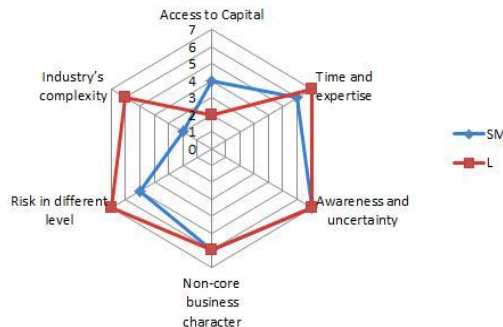 Access to Capital
7
6
5
4
3
2
1
0
Time and
expertise
Awareness and
uncertainty
Non-core
business
character
Risk in different
level
Industry's
complexity
SM
L